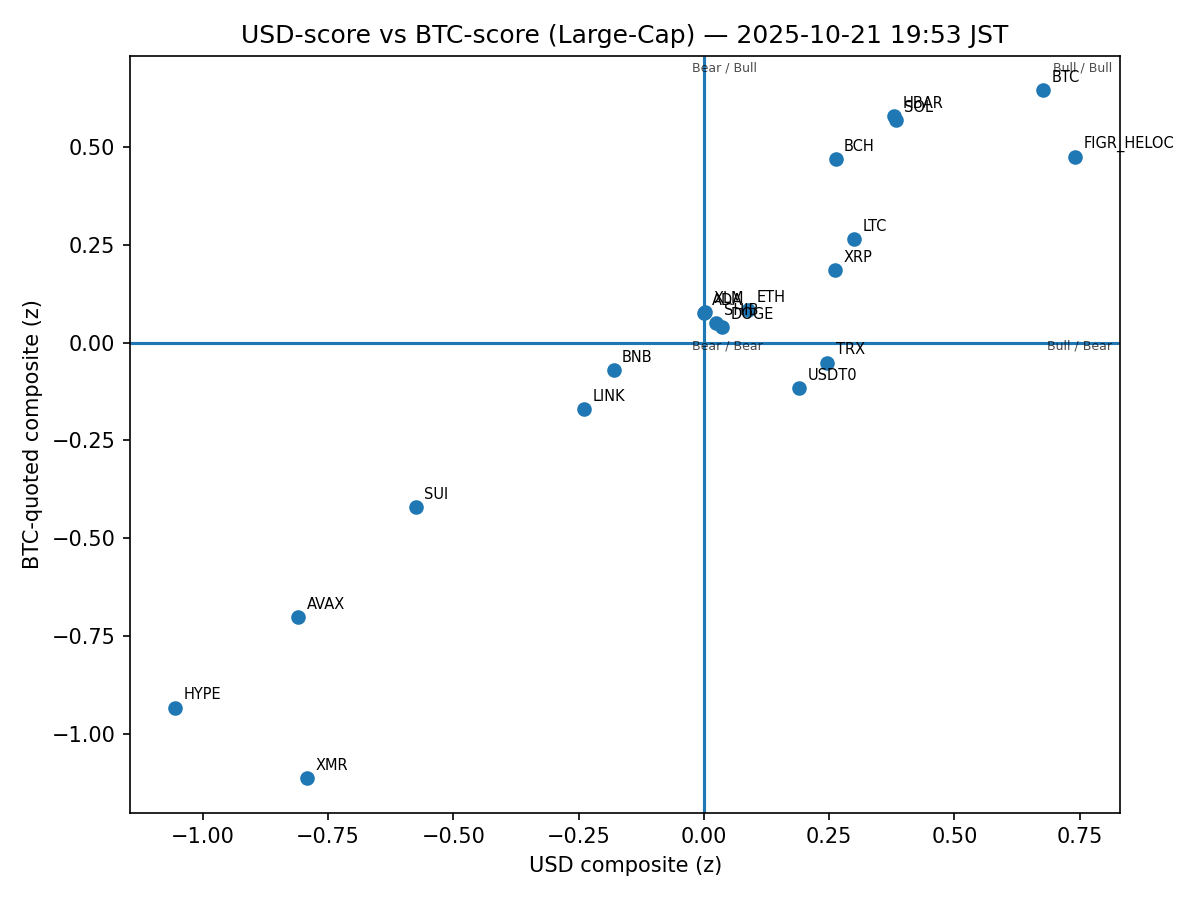 USD-score vs BTC-score (Large-Cap) — 2025-10-21 19:53 JST
Bear / Bull
Bull / Bull
BTC
HBAR
SOL
FIGR_HELOC
BCH
LTC
XRP
XLM
ADA
ETH
SHIB
DOGE
Bear / Bear
Bull / Bear
TRX
BNB
USDT0
LINK
SUI
AVAX
HYPE
XMR
0.50
0.25
0.00
−0.25
−0.50
−0.75
−1.00
BTC-quoted composite (z)
−1.00
−0.75
−0.50
−0.25
0.00
0.25
0.50
0.75
USD composite (z)